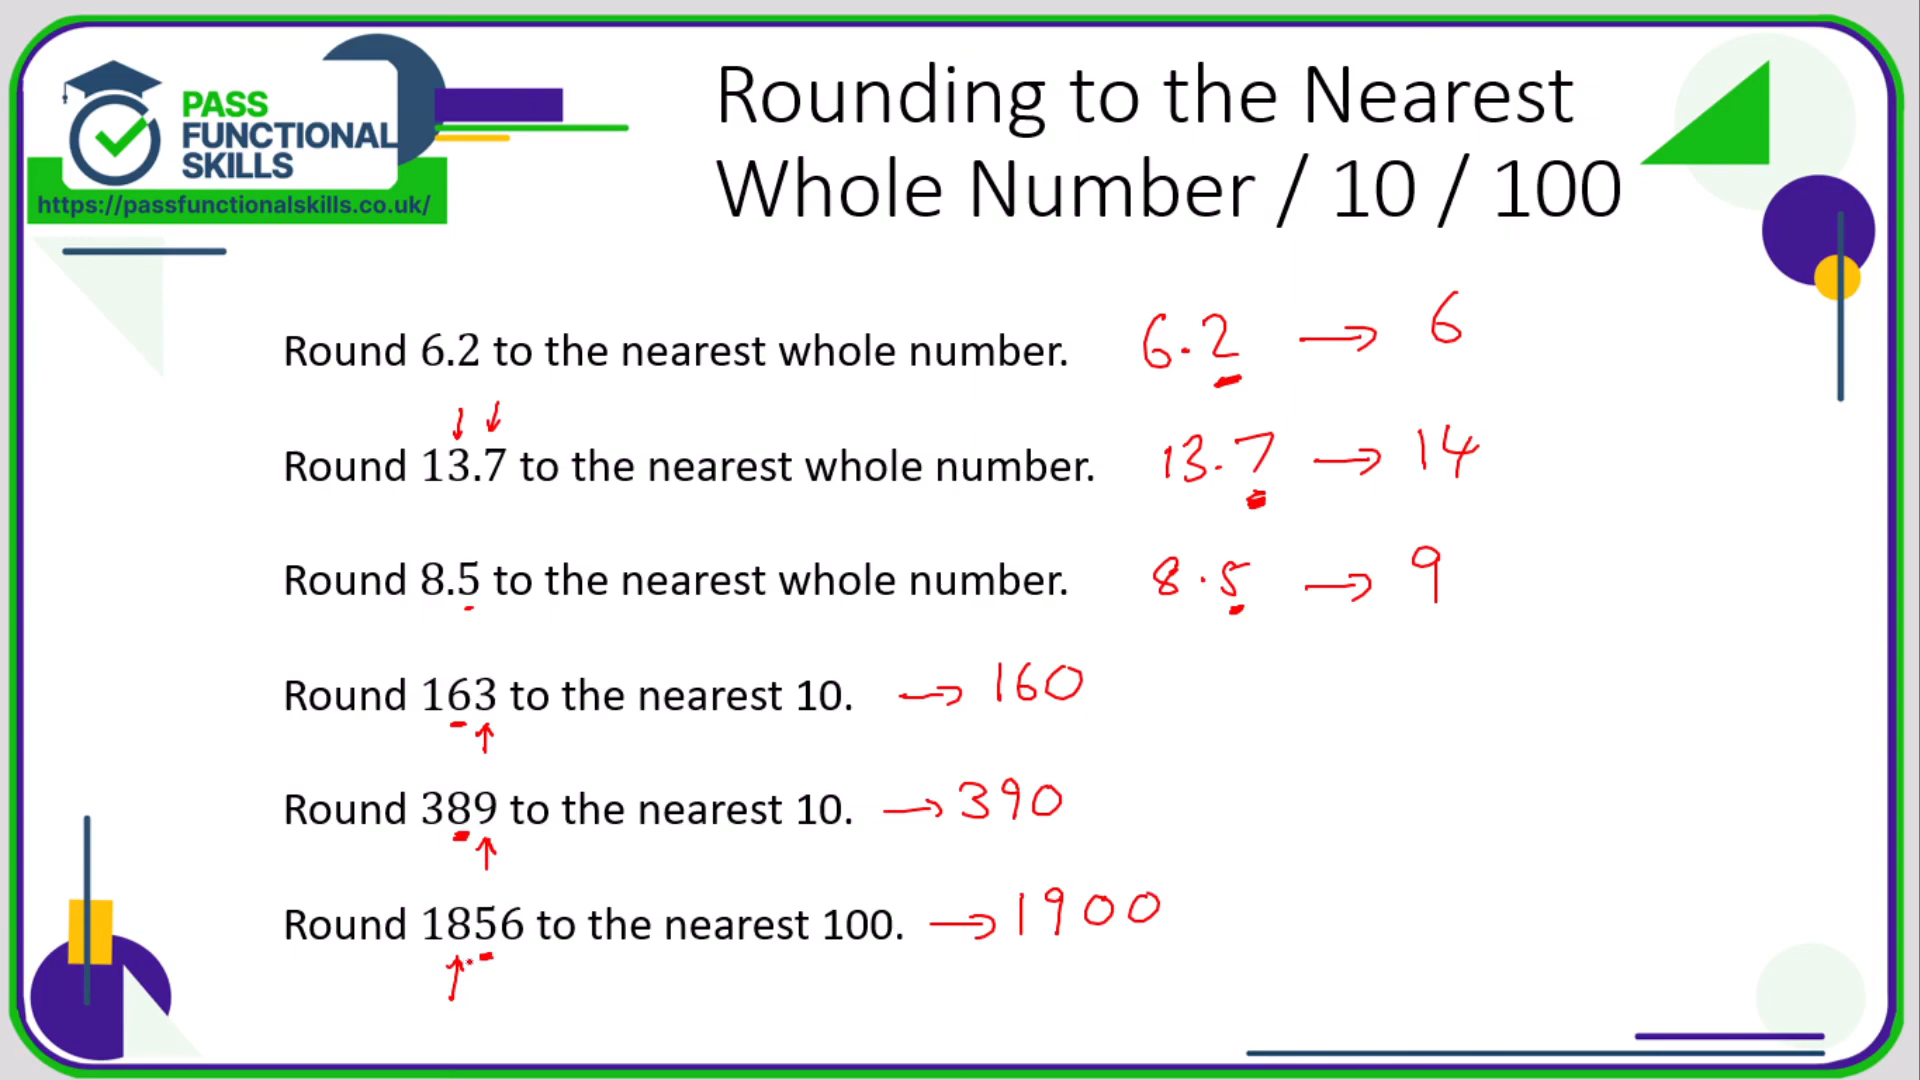 PASS
FUNCTIONAL
SKILLS
https://passfunctionalskills.co.uk/
Rounding to the Nearest
Whole Number / 10 / 100
Round 6.2 to the nearest whole number. 6.2 → 6
Round 13.7 to the nearest whole number. 13.7 → 14
Round 8.5 to the nearest whole number. 8.5 → 9
Round 163 to the nearest 10. → 160
Round 389 to the nearest 10. → 390
Round 1856 to the nearest 100. → 1900